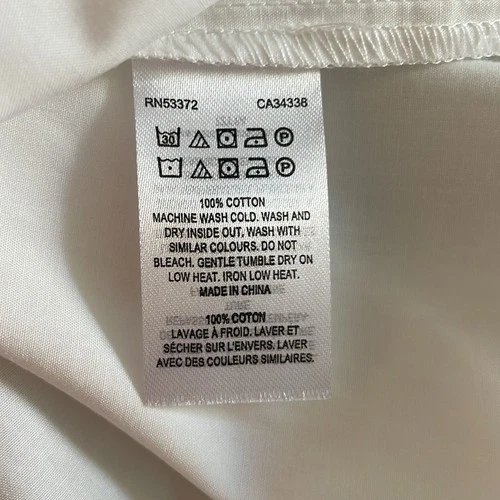 RN53372 CA34338
30 P
P
100% COTTON
MACHINE WASH COLD. WASH AND
DRY INSIDE OUT, WASH WITH
SIMILAR COLOURS. DO NOT
BLEACH. GENTLE TUMBLE DRY ON
LOW HEAT. IRON LOW HEAT.
MADE IN CHINA
100% COTON
LAVAGE À FROID. LAVER ET
SÉCHER SUR L'ENVERS, LAVER
AVEC DES COULEURS SIMILAIRES.